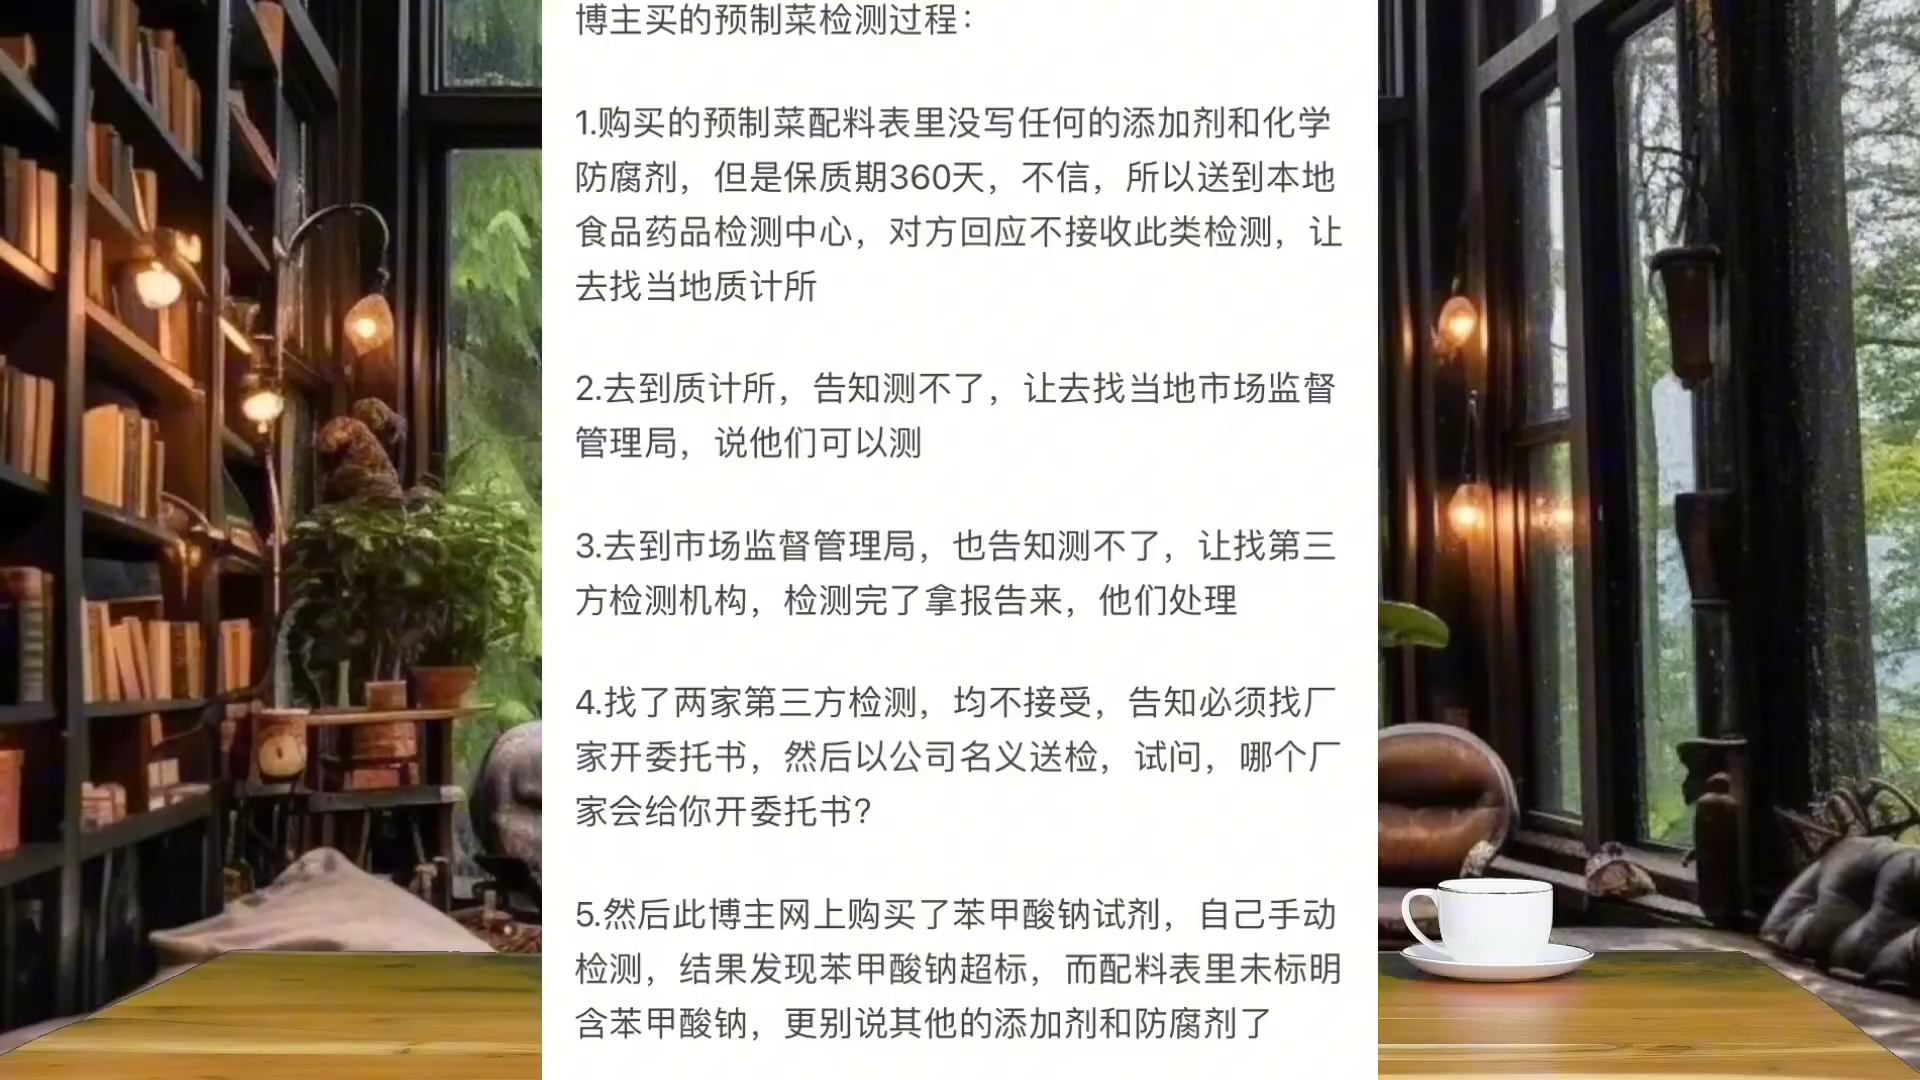 博主买的预制菜检测过程：
1.购买的预制菜配料表里没写任何的添加剂和化学
防腐剂，但是保质期360天，不信，所以送到本地
食品药品检测中心，对方回应不接收此类检测，让
去找当地质计所
2.去到质计所，告知测不了，让去找当地市场监督
管理局，说他们可以测
3.去到市场监督管理局，也告知测不了，让找第三
方检测机构，检测完了拿报告来，他们处理
4.找了两家第三方检测，均不接受，告知必须找厂
家开委托书，然后以公司名义送检，试问，哪个厂
家会给你开委托书？
5.然后此博主网上购买了苯甲酸钠试剂，自己手动
检测，结果发现苯甲酸钠超标，而配料表里未标明
含苯甲酸钠，更别说其他的添加剂和防腐剂了